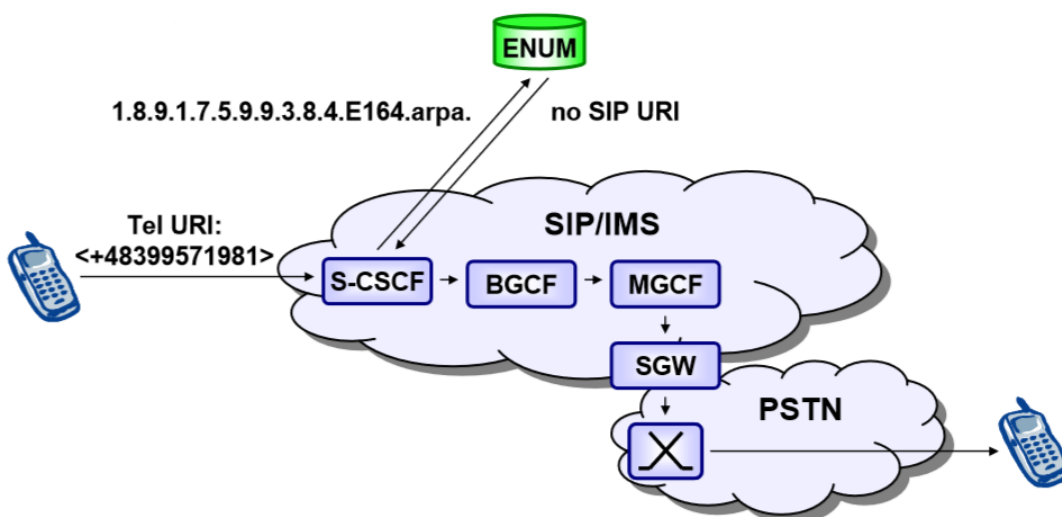 ENUM
1.8.9.1.7.5.9.9.3.8.4.E164.arpa.
no SIP URI
Tel URI:
<+48399571981>
SIP/IMS
S-CSCF
BGCF
MGCF
SGW
PSTN